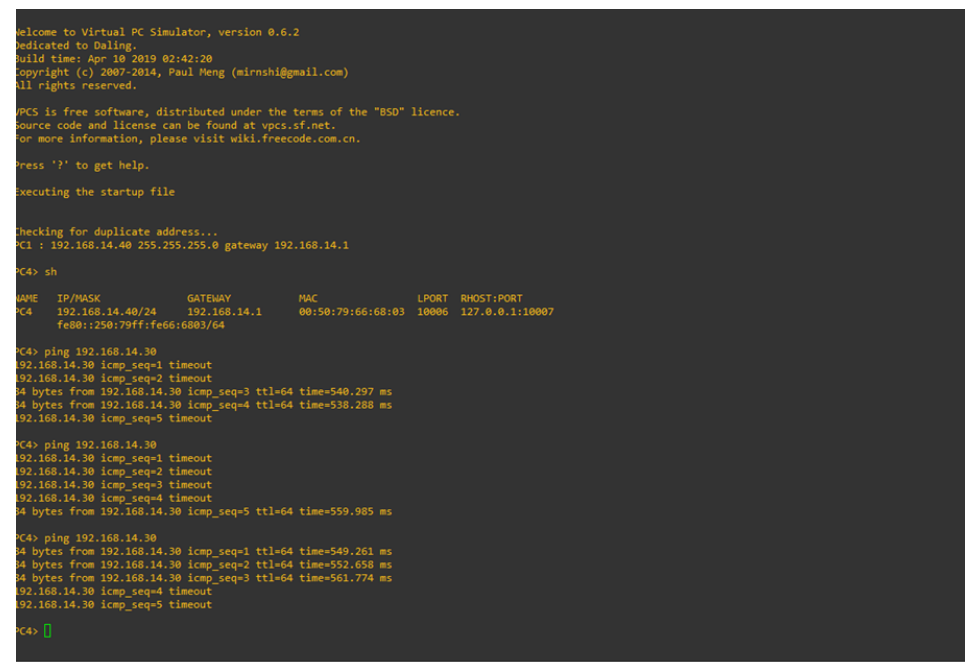 Welcome to Virtual PC Simulator, version 0.6.2
Dedicated to Daling.
Build time: Apr 10 2019 02:42:20
Copyright (c) 2007-2014, Paul Meng (mirnshi@gmail.com)
All rights reserved.
VPCS is free software, distributed under the terms of the "BSD" licence.
Source code and license can be found at vpcs.sf.net.
For more information, please visit wiki.freecode.com.cn.
Press '?' to get help.
Executing the startup file
Checking for duplicate address...
PC1 : 192.168.14.40 255.255.255.0 gateway 192.168.14.1
PC4> sh
NAME   IP/MASK              GATEWAY           MAC                LPORT  RHOST:PORT
PC4    192.168.14.40/24     192.168.14.1      00:50:79:66:68:03  10006  127.0.0.1:10007
       fe80::250:79ff:fe66:6803/64
PC4> ping 192.168.14.30
192.168.14.30 icmp_seq=1 timeout
192.168.14.30 icmp_seq=2 timeout
84 bytes from 192.168.14.30 icmp_seq=3 ttl=64 time=540.297 ms
84 bytes from 192.168.14.30 icmp_seq=4 ttl=64 time=538.288 ms
192.168.14.30 icmp_seq=5 timeout
PC4> ping 192.168.14.30
192.168.14.30 icmp_seq=1 timeout
192.168.14.30 icmp_seq=2 timeout
192.168.14.30 icmp_seq=3 timeout
192.168.14.30 icmp_seq=4 timeout
84 bytes from 192.168.14.30 icmp_seq=5 ttl=64 time=559.985 ms
PC4> ping 192.168.14.30
84 bytes from 192.168.14.30 icmp_seq=1 ttl=64 time=549.261 ms
84 bytes from 192.168.14.30 icmp_seq=2 ttl=64 time=552.658 ms
84 bytes from 192.168.14.30 icmp_seq=3 ttl=64 time=561.774 ms
192.168.14.30 icmp_seq=4 timeout
192.168.14.30 icmp_seq=5 timeout
PC4>